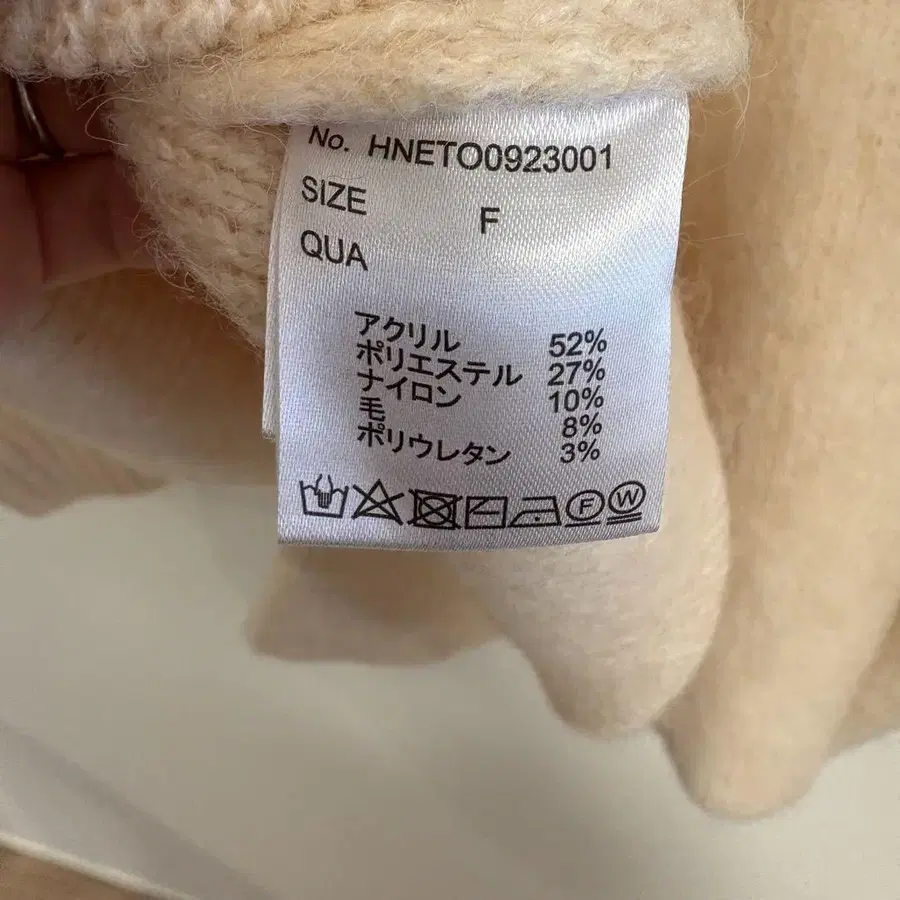 No. HNETO0923001
SIZE F
QUA
アクリル 52%
ポリエステル 27%
ナイロン 10%
毛 8%
ポリウレタン 3%
F W